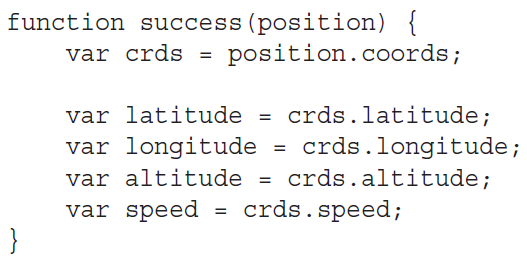 function success(position) {
    var crds = position.coords;

    var latitude = crds.latitude;
    var longitude = crds.longitude;
    var altitude = crds.altitude;
    var speed = crds.speed;
}